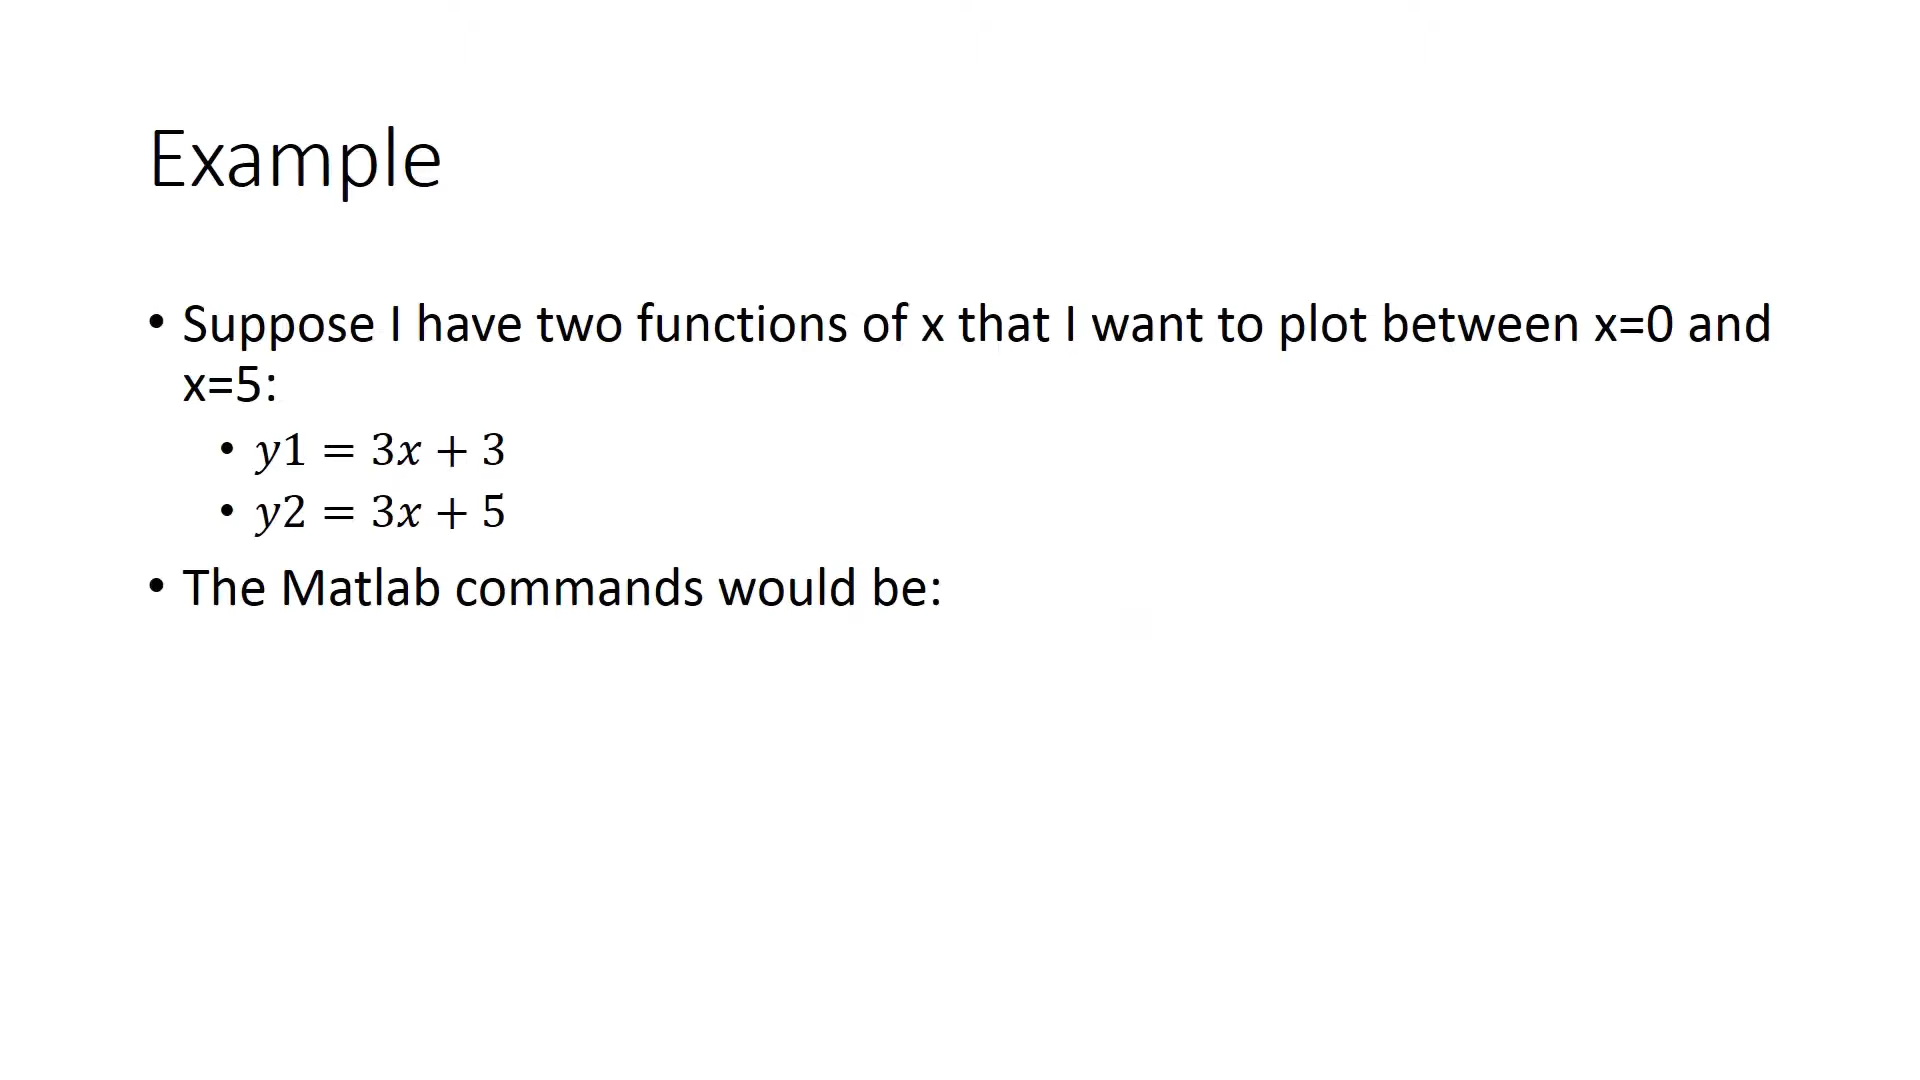 Example
• Suppose I have two functions of x that I want to plot between x=0 and
x=5:
• y1 = 3x + 3
• y2 = 3x + 5
• The Matlab commands would be: